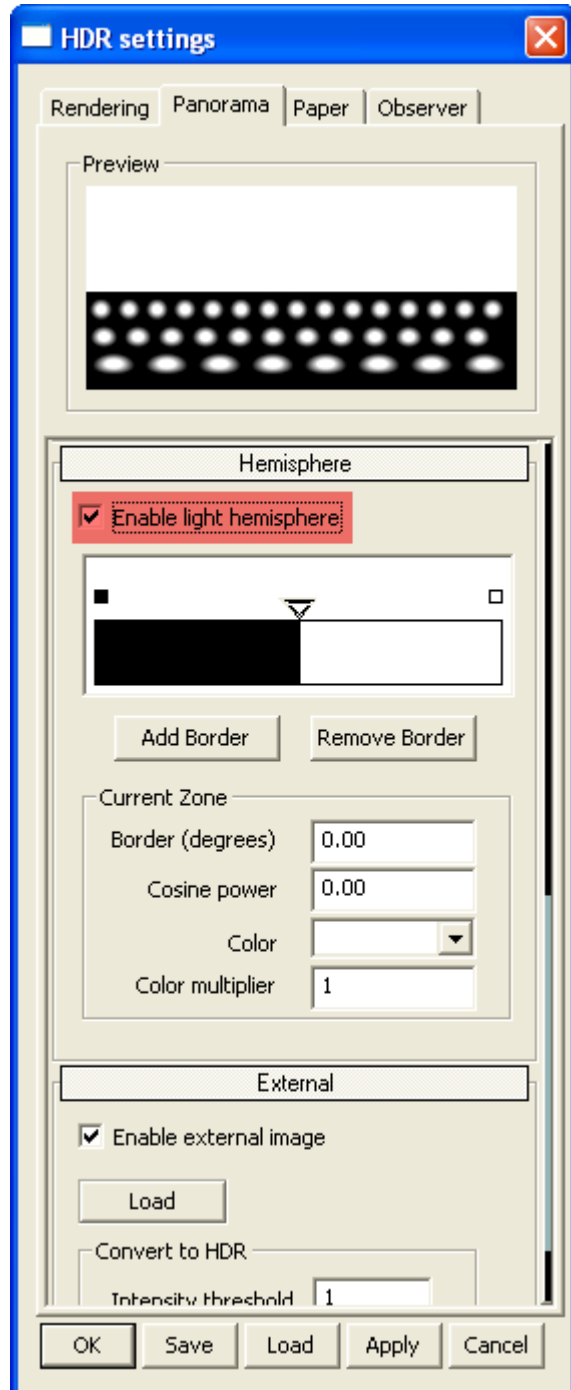 HDR settings
Rendering Panorama Paper Observer
Preview
Hemisphere
Enable light hemisphere
Add Border Remove Border
Current Zone
Border (degrees) 0.00
Cosine power 0.00
Color
Color multiplier 1
External
Enable external image
Load
Convert to HDR
Intensity threshold 1
OK Save Load Apply Cancel